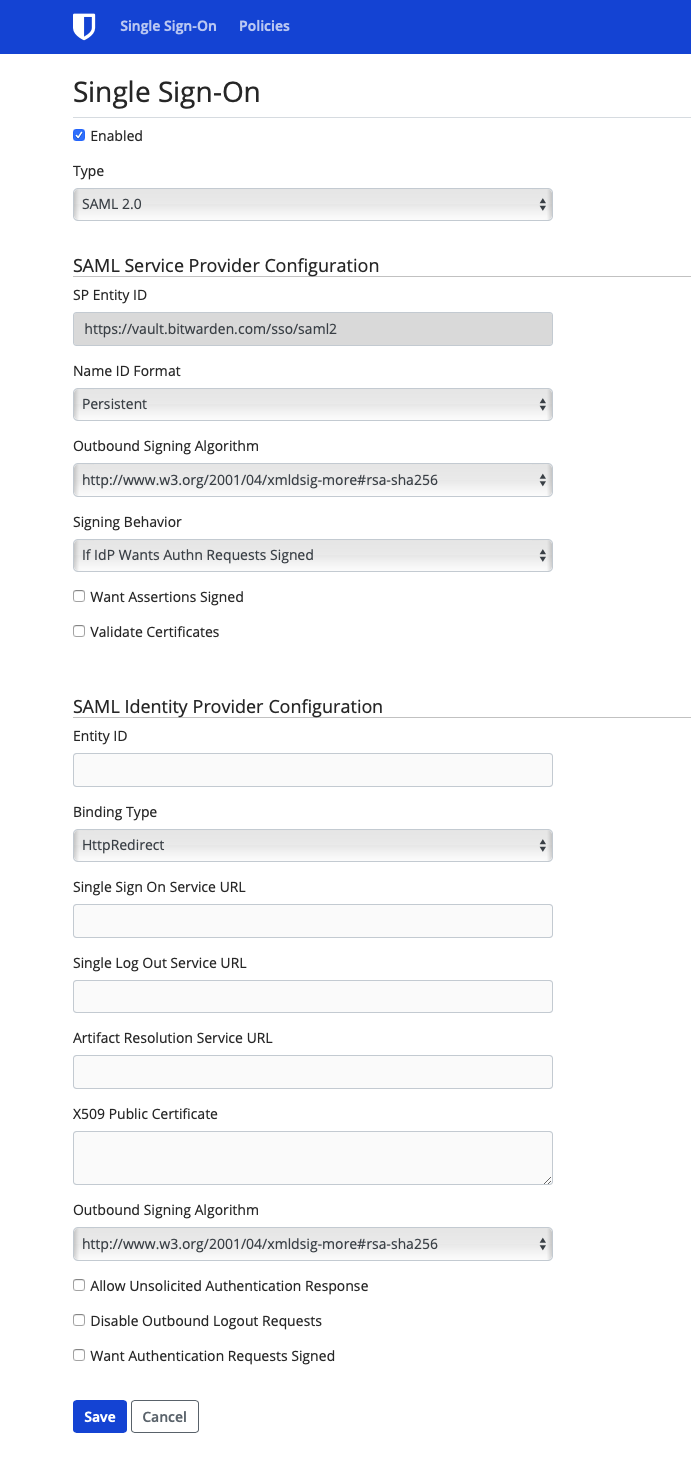 Single Sign-On Policies
Single Sign-On
Enabled
Type
SAML 2.0
SAML Service Provider Configuration
SP Entity ID
https://vault.bitwarden.com/sso/saml2
Name ID Format
Persistent
Outbound Signing Algorithm
http://www.w3.org/2001/04/xmldsig-more#rsa-sha256
Signing Behavior
If IdP Wants Authn Requests Signed
Want Assertions Signed
Validate Certificates
SAML Identity Provider Configuration
Entity ID
Binding Type
HttpRedirect
Single Sign On Service URL
Single Log Out Service URL
Artifact Resolution Service URL
X509 Public Certificate
Outbound Signing Algorithm
http://www.w3.org/2001/04/xmldsig-more#rsa-sha256
Allow Unsolicited Authentication Response
Disable Outbound Logout Requests
Want Authentication Requests Signed
Save Cancel